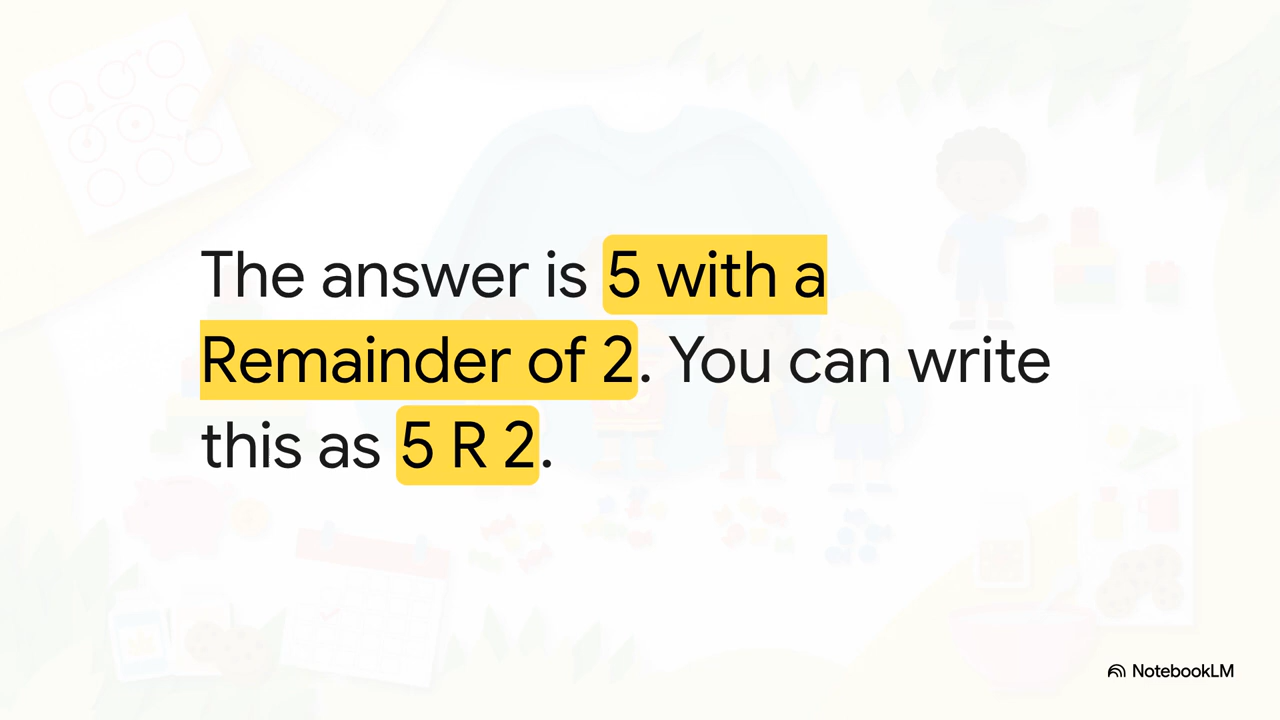 The answer is 5 with a
Remainder of 2. You can write
this as 5 R 2.
NotebookLM